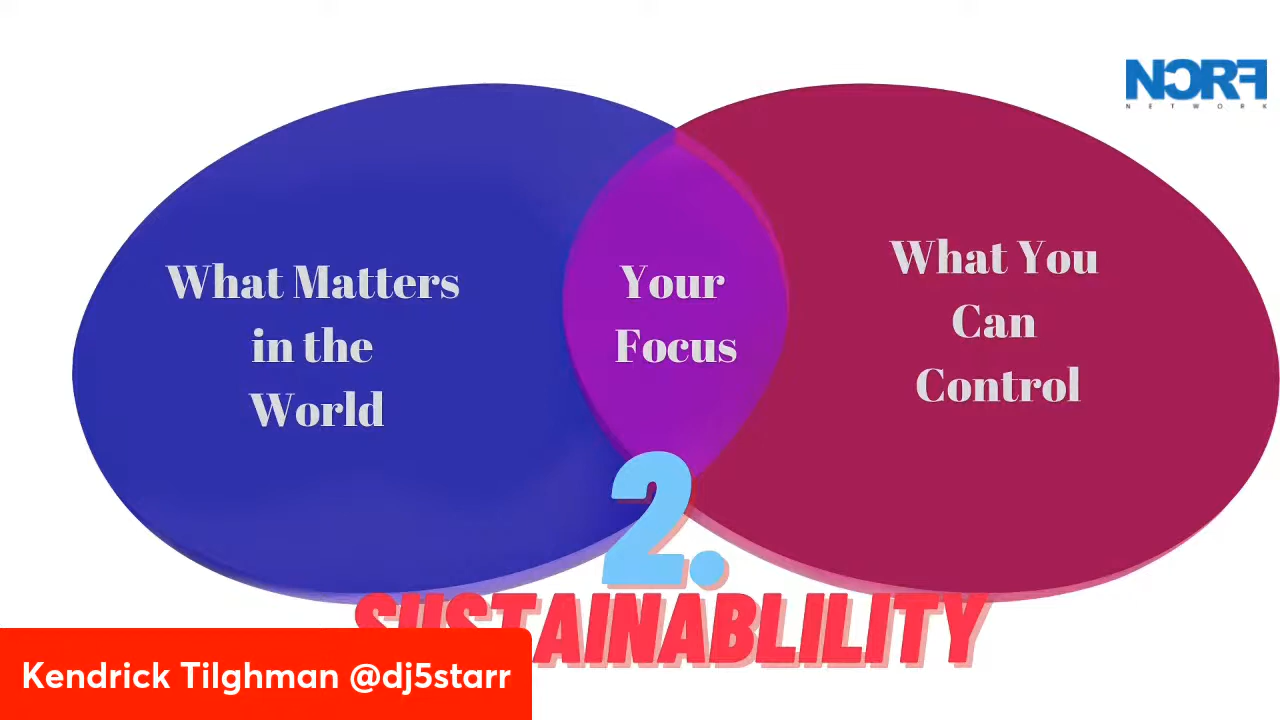 NORF
NETWORK
What Matters
in the
World
Your
Focus
What You
Can
Control
2.
SUSTAINABLILITY
Kendrick Tilghman @dj5starr